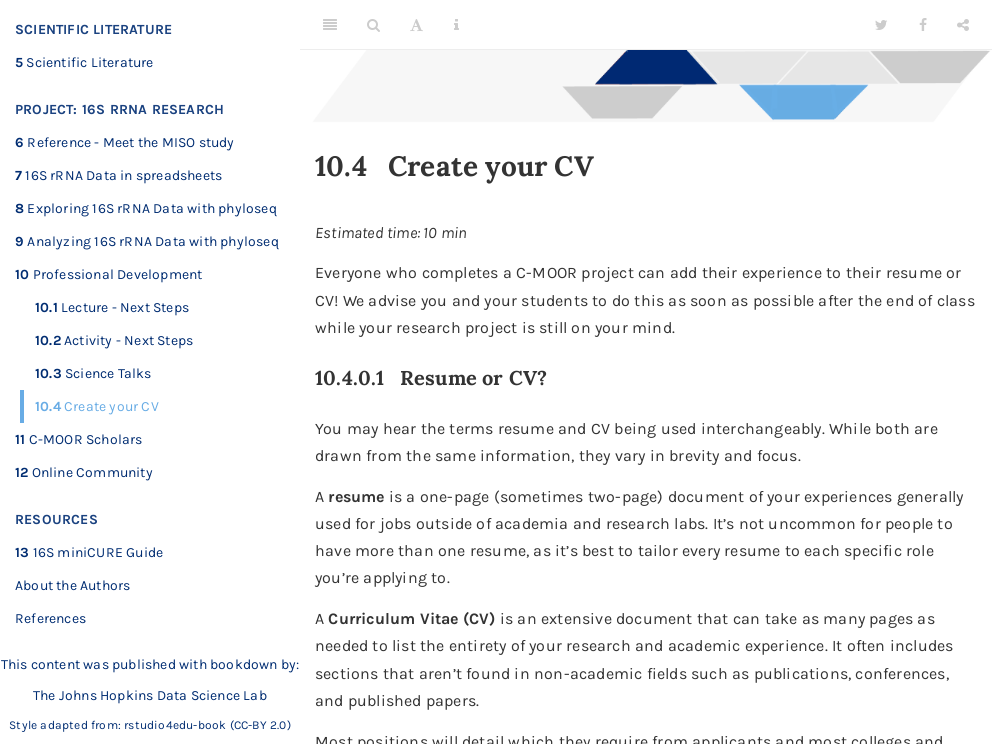 SCIENTIFIC LITERATURE
5 Scientific Literature
PROJECT: 16S RRNA RESEARCH
6 Reference - Meet the MISO study
7 16S rRNA Data in spreadsheets
8 Exploring 16S rRNA Data with phyloseq
9 Analyzing 16S rRNA Data with phyloseq
10 Professional Development
10.1 Lecture - Next Steps
10.2 Activity - Next Steps
10.3 Science Talks
10.4 Create your CV
11 C-MOOR Scholars
12 Online Community
RESOURCES
13 16S miniCURE Guide
About the Authors
References
This content was published with bookdown by:
The Johns Hopkins Data Science Lab
Style adapted from: rstudio4edu-book (CC-BY 2.0)
10.4 Create your CV
Estimated time: 10 min
Everyone who completes a C-MOOR project can add their experience to their resume or
CV! We advise you and your students to do this as soon as possible after the end of class
while your research project is still on your mind.
10.4.0.1 Resume or CV?
You may hear the terms resume and CV being used interchangeably. While both are
drawn from the same information, they vary in brevity and focus.
A resume is a one-page (sometimes two-page) document of your experiences generally
used for jobs outside of academia and research labs. It’s not uncommon for people to
have more than one resume, as it’s best to tailor every resume to each specific role
you’re applying to.
A Curriculum Vitae (CV) is an extensive document that can take as many pages as
needed to list the entirety of your research and academic experience. It often includes
sections that aren’t found in non-academic fields such as publications, conferences,
and published papers.
Most positions will detail which they require from applicants and most colleges and